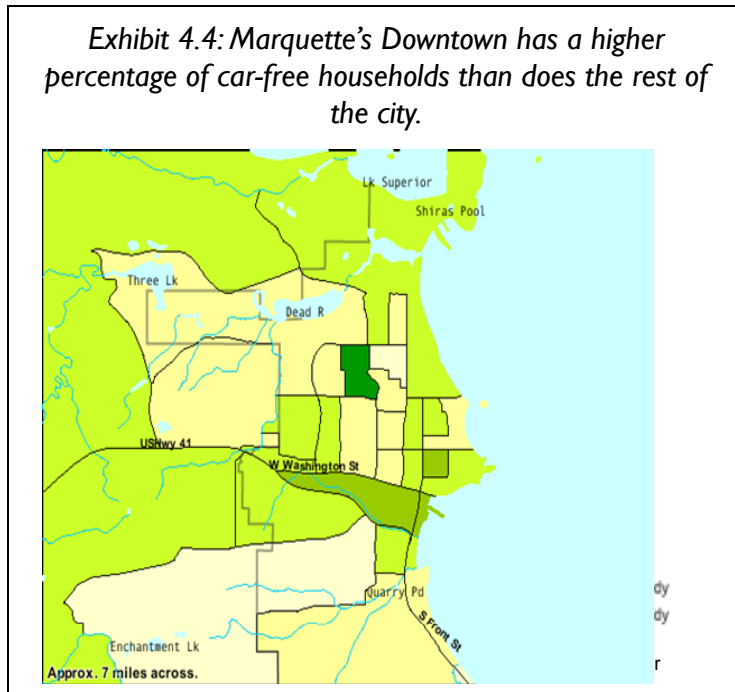 Exhibit 4.4: Marquette's Downtown has a higher
percentage of car-free households than does the rest of
the city.
Lk Superior
Shiras Pool
Three Lk
Dead R
USHwy 41
W Washington St
Quarry Pd
dy
dy
S Front St
Enchantment Lk
r
Approx. 7 miles across.